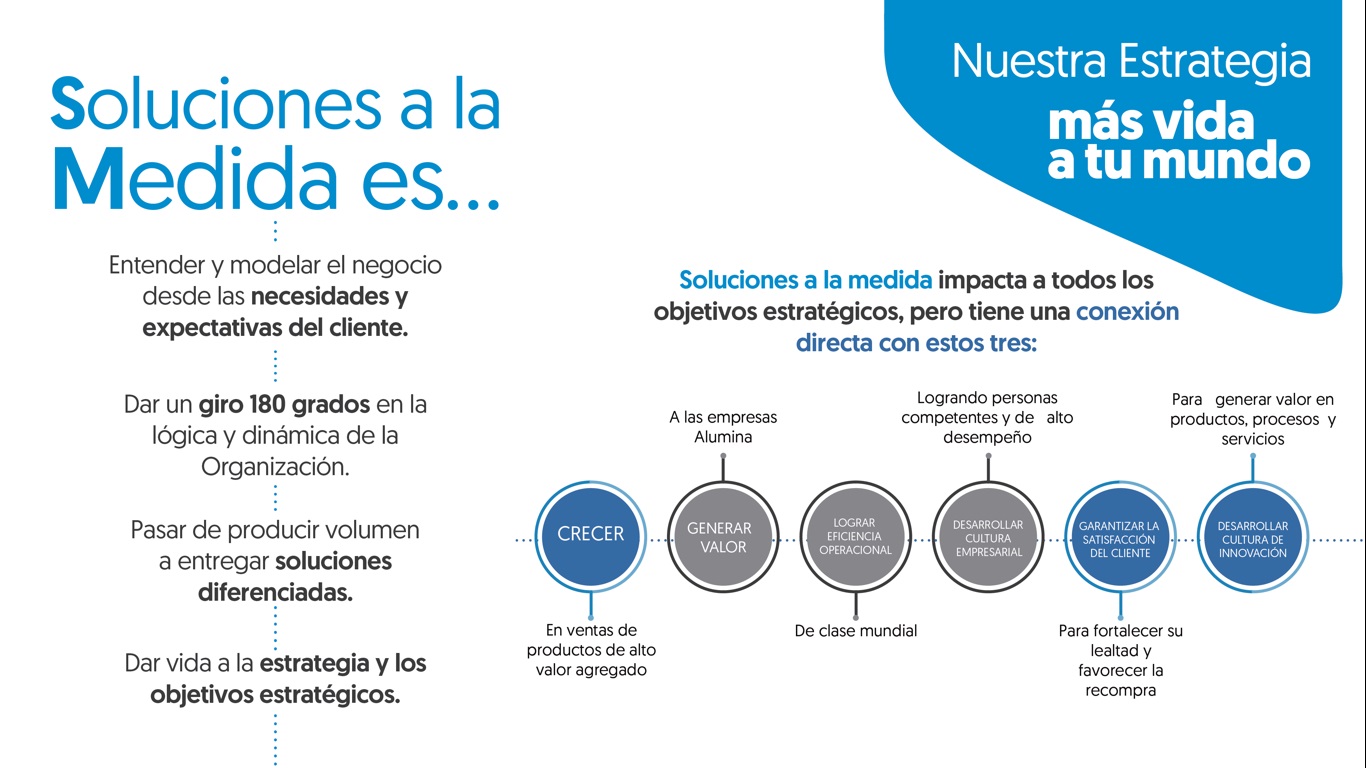 Soluciones a la
Medida es...
Entender y modelar el negocio
desde las necesidades y
expectativas del cliente.
Dar un giro 180 grados en la
lógica y dinámica de la
Organización.
Pasar de producir volumen
a entregar soluciones
diferenciadas.
Dar vida a la estrategia y los
objetivos estratégicos.
Nuestra Estrategia
más vida
a tu mundo
Soluciones a la medida impacta a todos los
objetivos estratégicos, pero tiene una conexión
directa con estos tres:
CRECER
En ventas de
productos de alto
valor agregado
A las empresas
Alumina
GENERAR
VALOR
LOGRAR
EFICIENCIA
OPERACIONAL
De clase mundial
Logrando personas
competentes y de alto
desempeño
DESARROLLAR
CULTURA
EMPRESARIAL
GARANTIZAR LA
SATISFACCIÓN
DEL CLIENTE
Para fortalecer su
lealtad y
favorecer la
recompra
Para generar valor en
productos, procesos y
servicios
DESARROLLAR
CULTURA DE
INNOVACIÓN